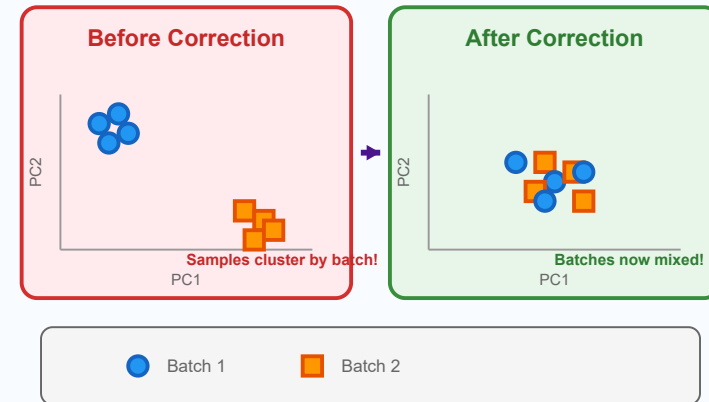 Before Correction
PC2
Samples cluster by batch!
PC1
After Correction
PC2
Batches now mixed!
PC1
Batch 1
Batch 2